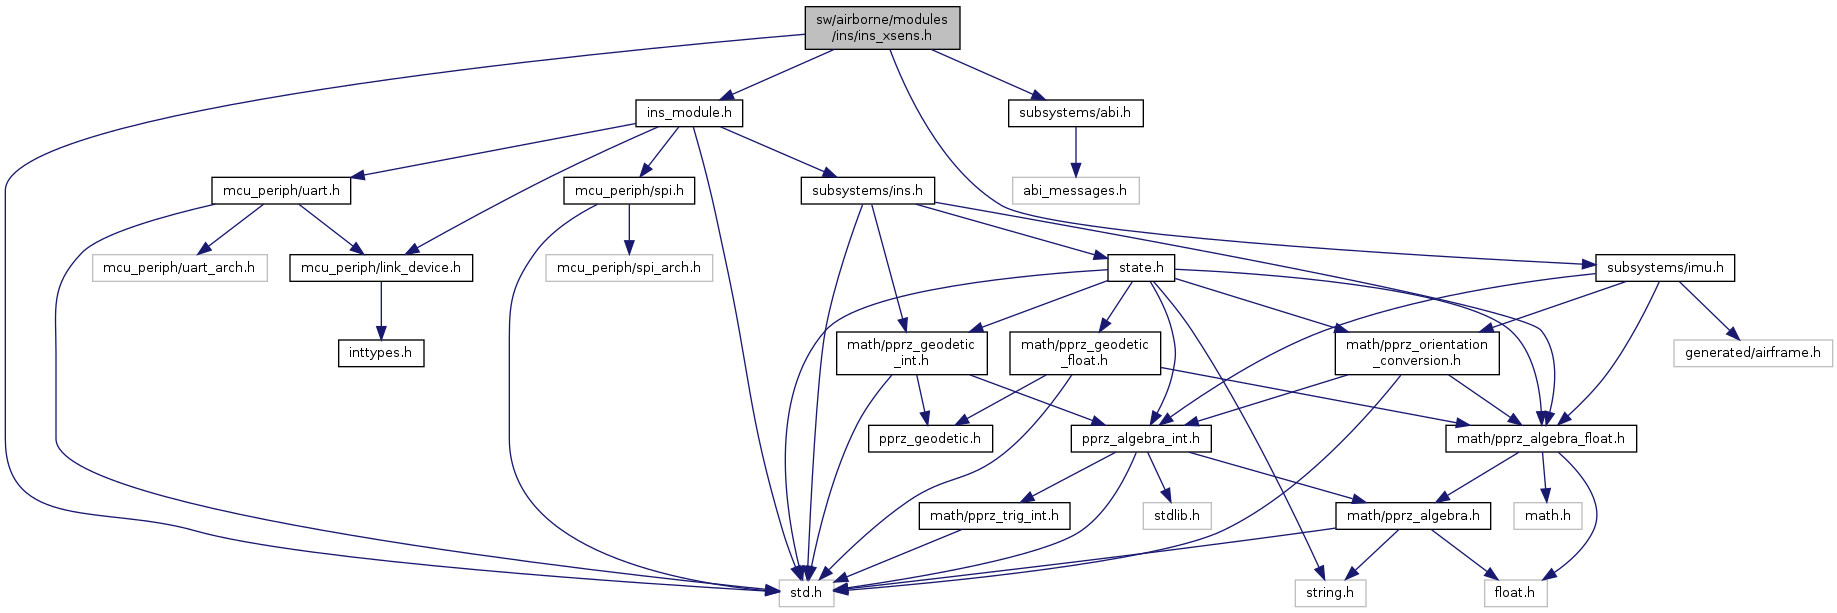 sw/airborne/modules
/ins/ins_xsens.h
ins_module.h
subsystems/abi.h
mcu_periph/uart.h
mcu_periph/spi.h
subsystems/ins.h
abi_messages.h
mcu_periph/uart_arch.h
mcu_periph/link_device.h
mcu_periph/spi_arch.h
state.h
subsystems/imu.h
inttypes.h
math/pprz_geodetic
_int.h
math/pprz_geodetic
_float.h
math/pprz_orientation
_conversion.h
generated/airframe.h
pprz_geodetic.h
pprz_algebra_int.h
math/pprz_algebra_float.h
math/pprz_trig_int.h
stdlib.h
math/pprz_algebra.h
math.h
std.h
string.h
float.h